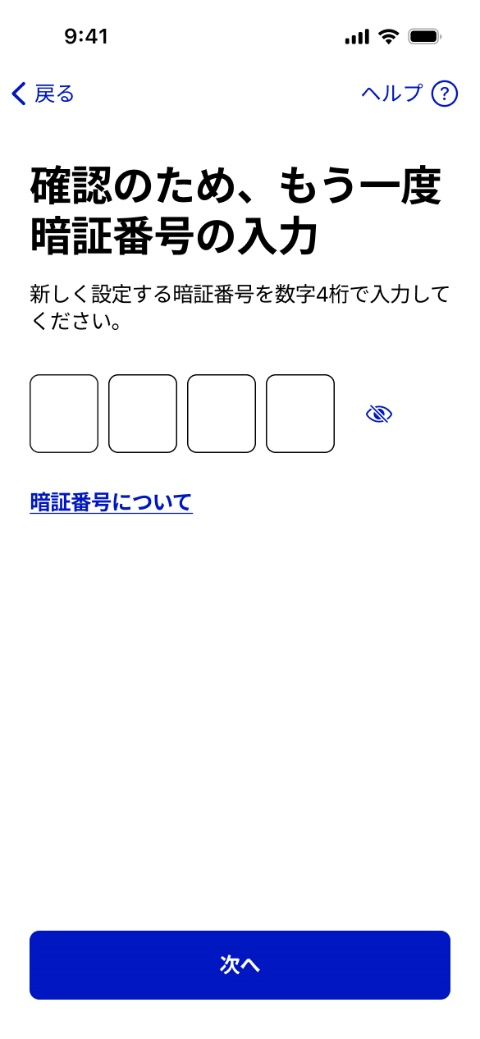 9:41
戻る
ヘルプ ?
確認のため、もう一度
暗証番号の入力
新しく設定する暗証番号を数字4桁で入力して
ください。
暗証番号について
次へ